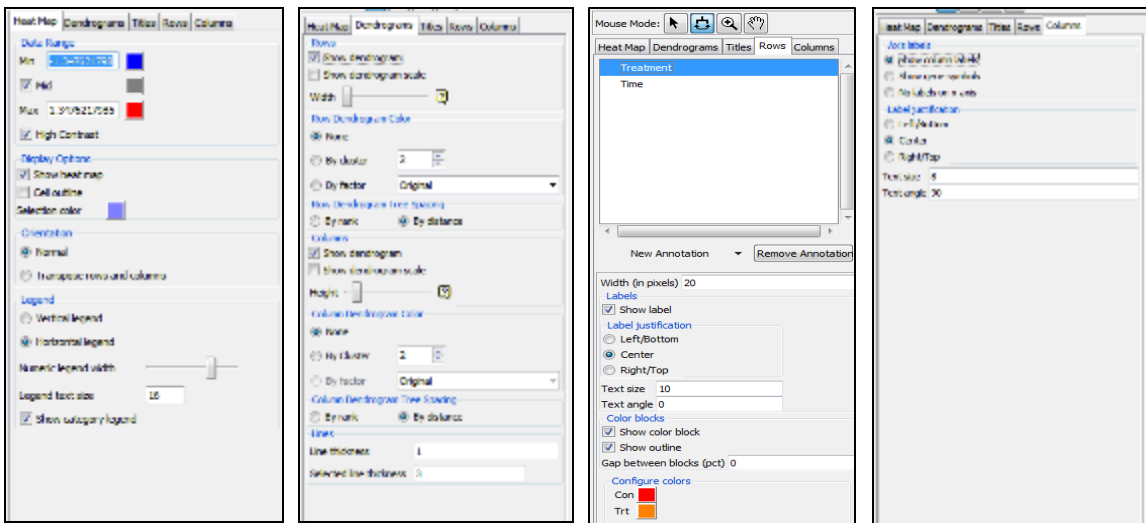 Heat Map Dendrograms Titles Rows Columns
Data Range
Min
Mid
Max 1.3476217985
High Contrast
Display Options
Show heat map
Cell outline
Selection color
Orientation
Normal
Transpose rows and columns
Legend
Vertical legend
Horizontal legend
Numeric legend width
Legend text size 16
Show category legend
Heat Map Dendrograms Titles Rows Columns
Rows
Show dendrogram
Show dendrogram scale
Width
Row Dendrogram Color
None
By cluster 2
By factor Original
Row Dendrogram Tree Spacing
By rank By distance
Columns
Show dendrogram
Show dendrogram scale
Height
Column Dendrogram Color
None
By Cluster 2
By factor Original
Column Dendrogram Tree Spacing
By rank By distance
Lines
Line thickness 1
Selected line thickness 3
Mouse Mode:
Heat Map Dendrograms Titles Rows Columns
Treatment
Time
New Annotation Remove Annotation
Width (in pixels) 20
Labels
Show label
Label justification
Left/Bottom
Center
Right/Top
Text size 10
Text angle 0
Color blocks
Show color block
Show outline
Gap between blocks (pct) 0
Configure colors
Con
Trt
Heat Map Dendrograms Titles Rows Columns
Axis labels
Show column labels
Show gene symbols
No labels on x axis
Label justification
Left/Bottom
Center
Right/Top
Text size 8
Text angle 90